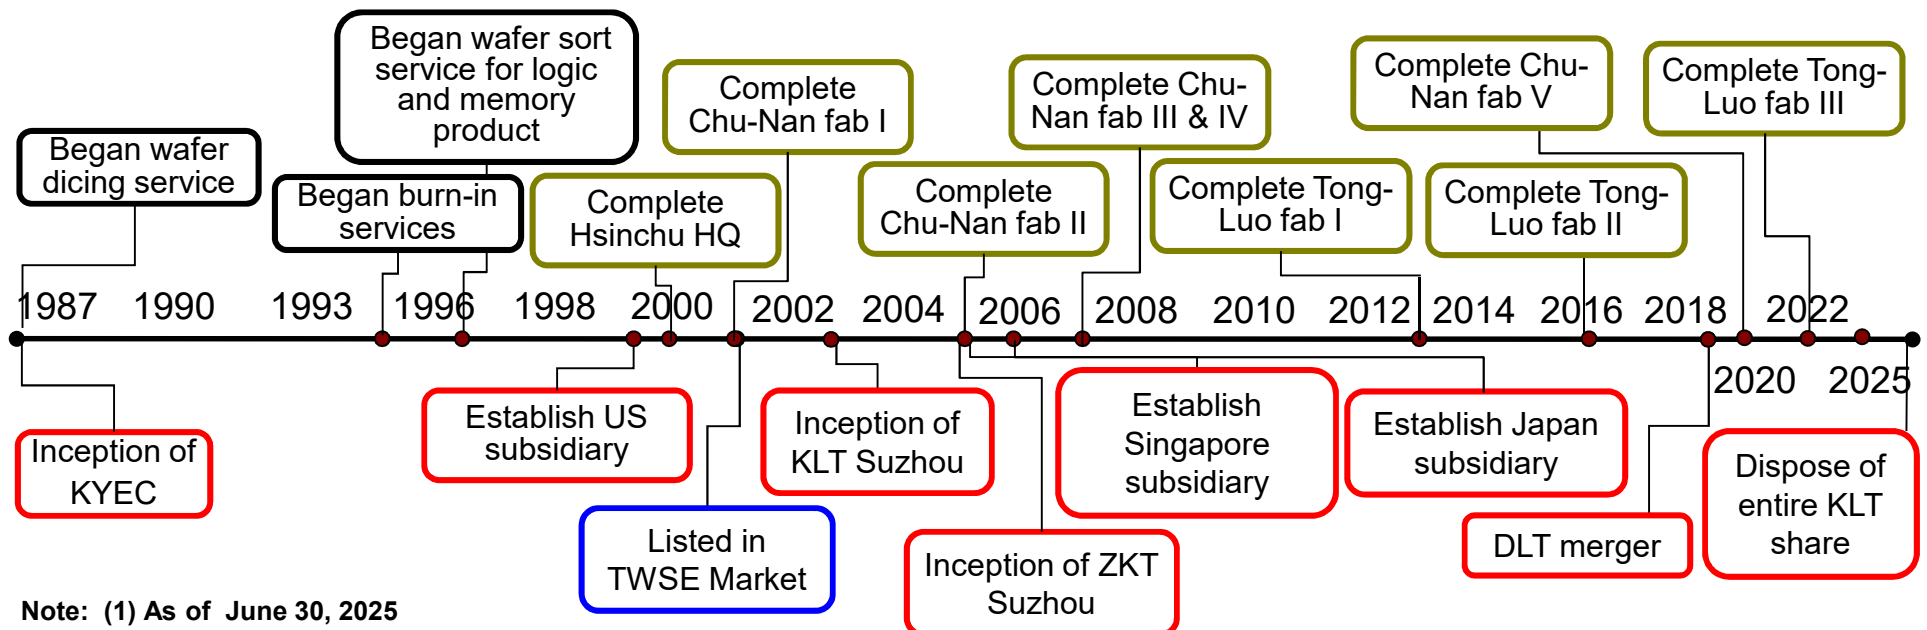 Began wafer
dicing service
Began wafer sort
service for logic
and memory
product
Began burn-in
services
Complete
Hsinchu HQ
Complete
Chu-Nan fab I
Complete
Chu-Nan fab II
Complete Chu-
Nan fab III & IV
Complete Tong-
Luo fab I
Complete Chu-
Nan fab V
Complete Tong-
Luo fab II
Complete Tong-
Luo fab III
1987
1990
1993
1996
1998
2000
2002
2004
2006
2008
2010
2012
2014
2016
2018
2022
2020
2025
Inception of
KYEC
Establish US
subsidiary
Listed in
TWSE Market
Inception of
KLT Suzhou
Inception of ZKT
Suzhou
Establish
Singapore
subsidiary
Establish Japan
subsidiary
DLT merger
Dispose of
entire KLT
share
Note: (1) As of June 30, 2025